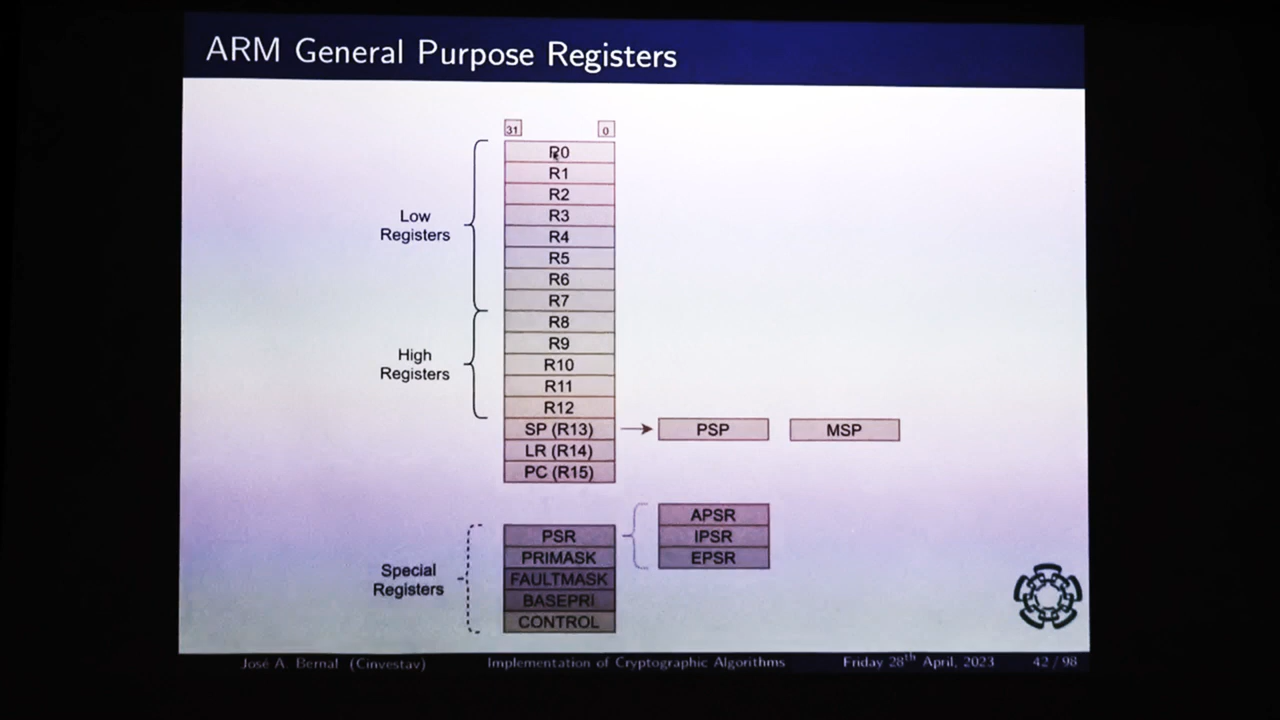 ARM General Purpose Registers
31 0
R0
R1
R2
R3
R4
R5
R6
R7
R8
R9
R10
R11
R12
SP (R13)
LR (R14)
PC (R15)
Low
Registers
High
Registers
PSP MSP
PSR
PRIMASK
FAULTMASK
BASEPRI
CONTROL
Special
Registers
APSR
IPSR
EPSR
José A. Bernal (Cinvestav) Implementation of Cryptographic Algorithms Friday 28th April, 2023 42 / 98